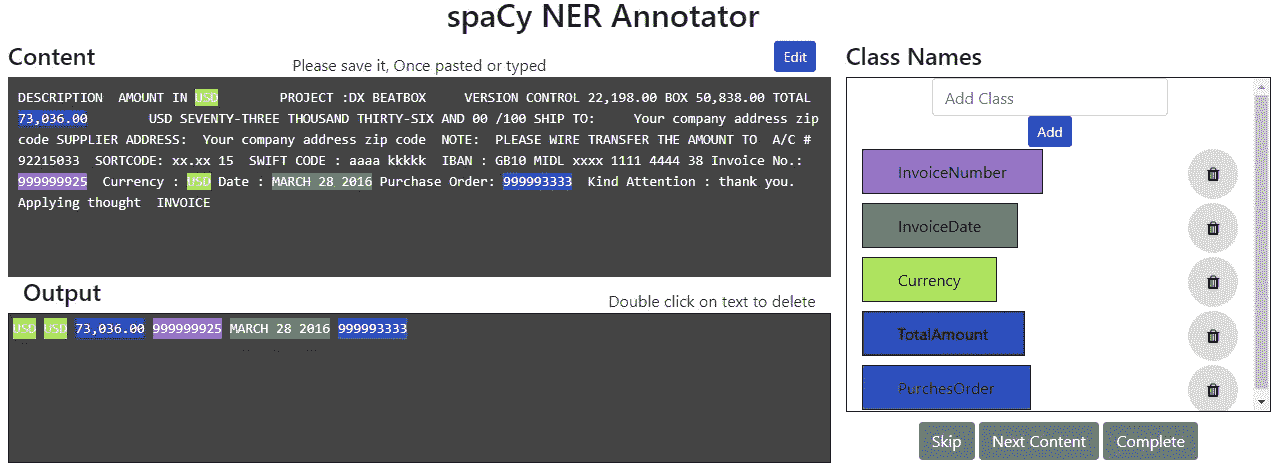 spaCy NER Annotator
Content
Please save it, Once pasted or typed
Edit
DESCRIPTION  AMOUNT IN USD        PROJECT :DX BEATBOX     VERSION CONTROL 22,198.00 BOX 50,838.00 TOTAL
73,036.00        USD SEVENTY-THREE THOUSAND THIRTY-SIX AND 00 /100 SHIP TO:     Your company address zip
code SUPPLIER ADDRESS:  Your company address zip code  NOTE:  PLEASE WIRE TRANSFER THE AMOUNT TO  A/C #
92215033  SORTCODE: xx.xx 15  SWIFT CODE : aaaa kkkkk  IBAN : GB10 MIDL xxxx 1111 4444 38 Invoice No.:
999999925  Currency : USD Date : MARCH 28 2016 Purchase Order: 999993333  Kind Attention : thank you.
Applying thought  INVOICE
Output
Double click on text to delete
USD USD 73,036.00 999999925 MARCH 28 2016 999993333
Class Names
Add Class
Add
InvoiceNumber
InvoiceDate
Currency
TotalAmount
PurchesOrder
Skip
Next Content
Complete